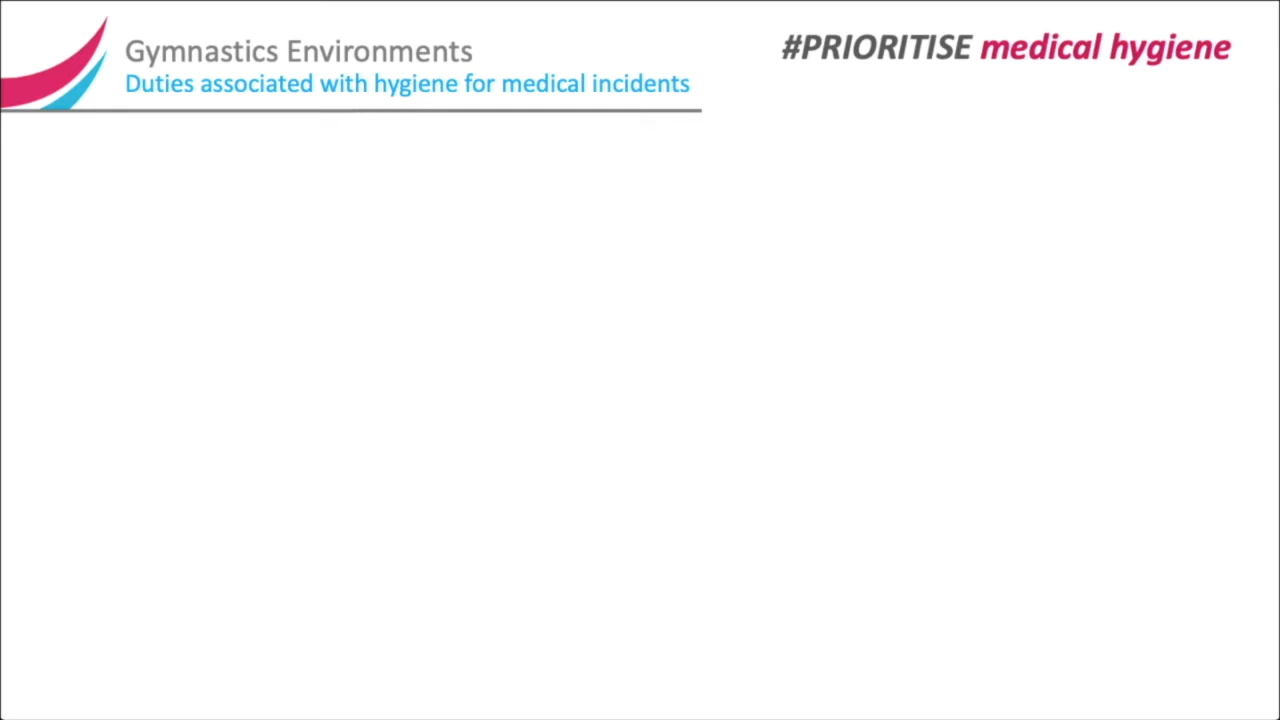 Gymnastics Environments
Duties associated with hygiene for medical incidents
#PRIORITISE medical hygiene